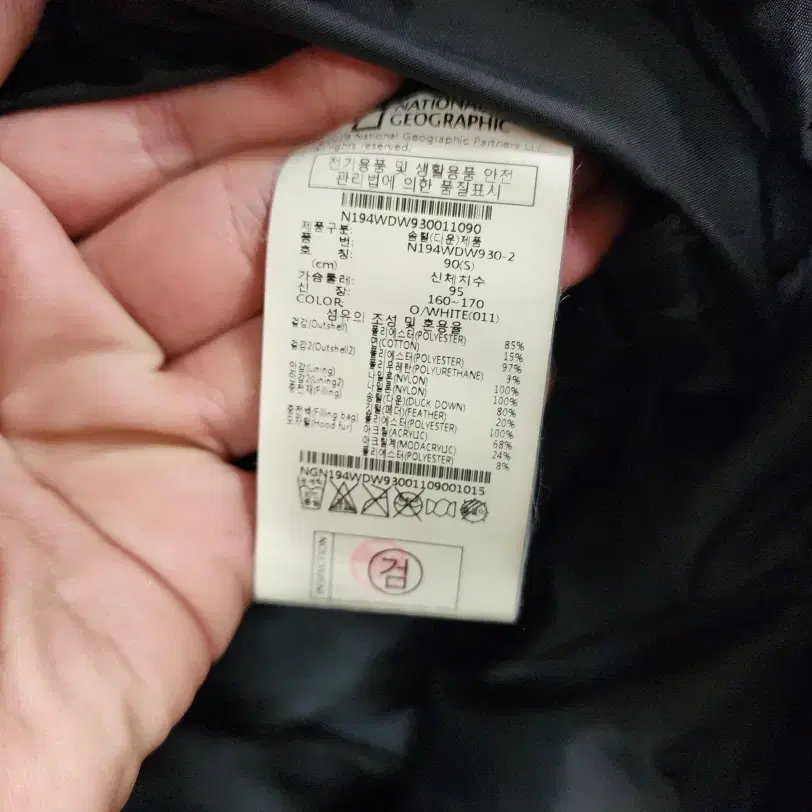 NATIONAL
GEOGRAPHIC
National Geographic Partners LLC
rights reserved.
전기용품 및 생활용품 안전
관리법에 의한 품질표시
N194WDW930011090
제품구분: 솜털(다운)제품
품 번: N194WDW930-2
호 칭: 90(S)
(cm) 신체치수
가슴둘레: 95
신 장: 160~170
COLOR: O/WHITE(011)
섬유의 조성 및 혼용율
겉감(Outshell) 폴리에스터(POLYESTER) 85%
면(COTTON) 15%
겉감2(Outshell2) 폴리에스터(POLYESTER) 97%
폴리우레탄(POLYURETHANE) 3%
안감(Lining) 나일론(NYLON) 100%
안감2(Lining2) 나일론(NYLON) 100%
충전재(Filling) 솜털(다운)(DUCK DOWN) 80%
깃털(페더)(FEATHER) 20%
충전백(Filling bag) 폴리에스터(POLYESTER) 100%
모자털(Hood fur) 아크릴(ACRYLIC) 68%
아크릴계(MODACRYLIC) 24%
폴리에스터(POLYESTER) 8%
NGN194WDW93001109001015
검